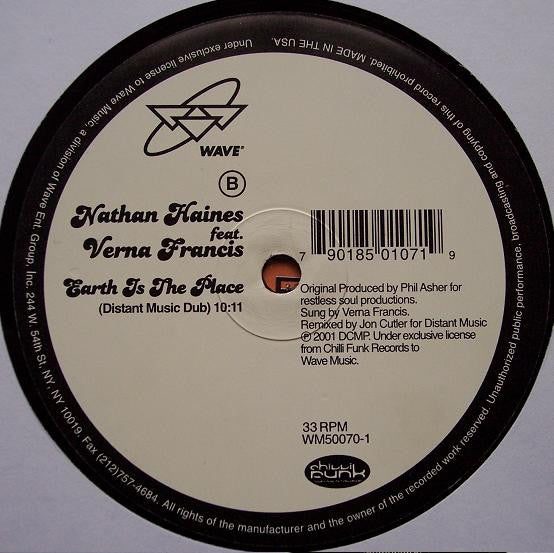 WAVE®
B
Nathan Haines
feat.
Verna Francis
Earth Is The Place
(Distant Music Dub) 10:11
7 90185 01071 9
Original Produced by Phil Asher for
restless soul productions.
Sung by Verna Francis.
Remixed by Jon Cutler for Distant Music
℗ 2001 DCMP. Under exclusive license
from Chilli Funk Records to
Wave Music.
33 RPM
WM50070-1
chilli
funk
Under exclusive license to Wave Music, a division of Wave Ent. Group, Inc. 244 W. 54th St. NY, NY 10019. Fax (212)757-4684. All rights of the manufacturer and the owner of the recorded work reserved. Unauthorized public performance, broadcasting and copying of this record prohibited. MADE IN THE USA.